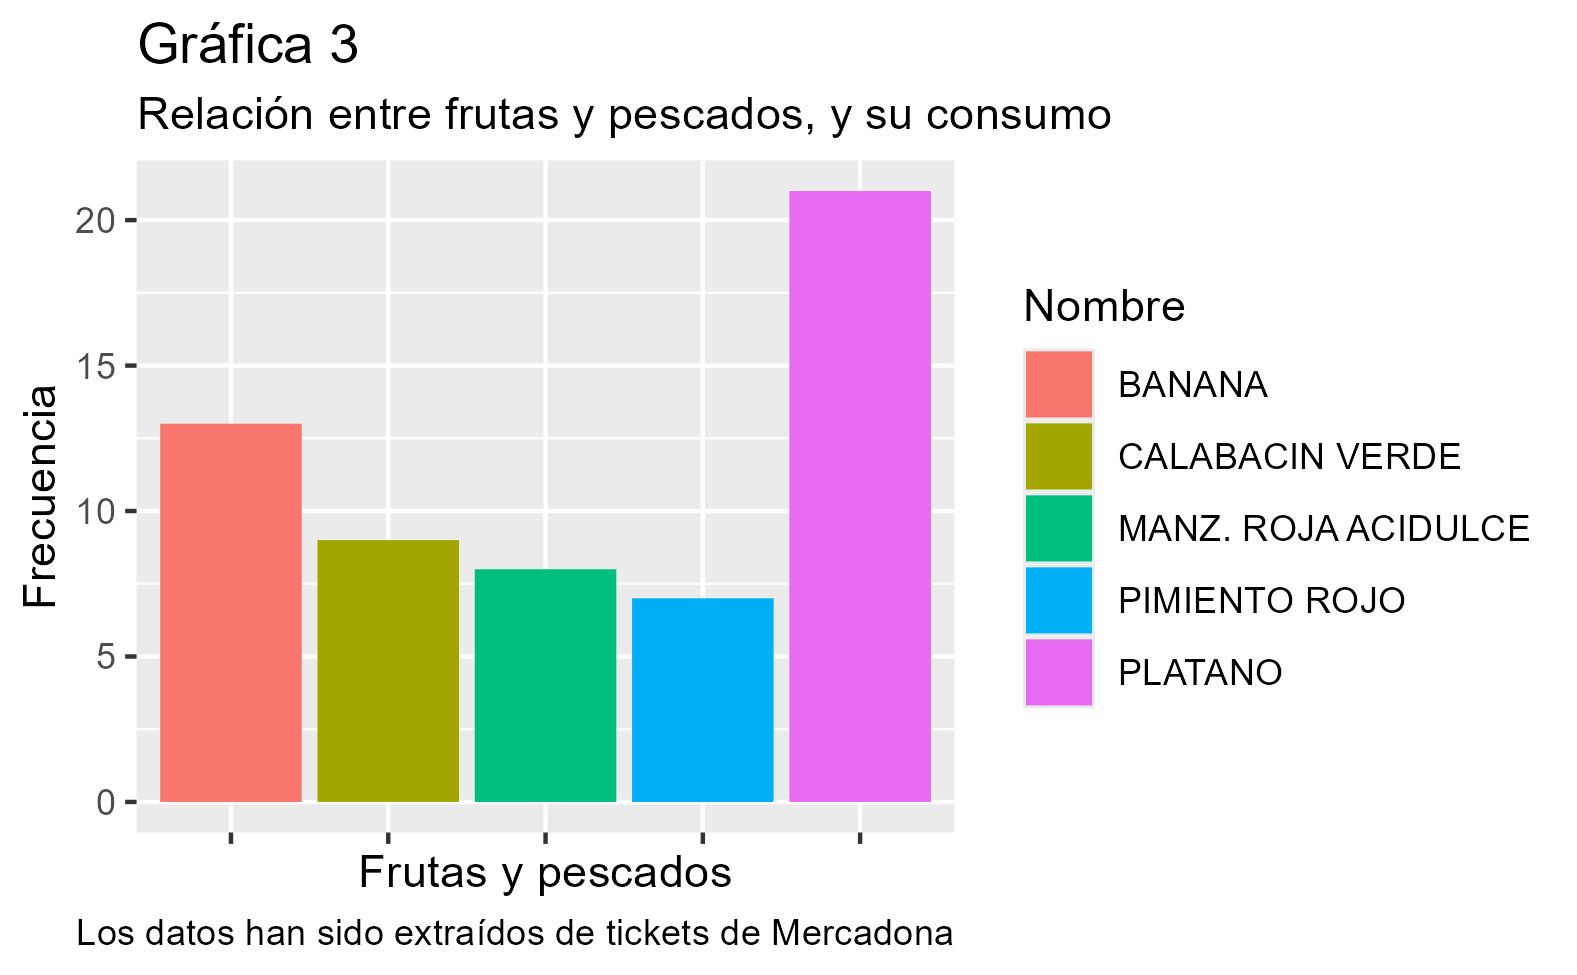 Gráfica 3
Relación entre frutas y pescados, y su consumo
20
15
10
5
0
Frecuencia
Frutas y pescados
Los datos han sido extraídos de tickets de Mercadona
Nombre
BANANA
CALABACIN VERDE
MANZ. ROJA ACIDULCE
PIMIENTO ROJO
PLATANO